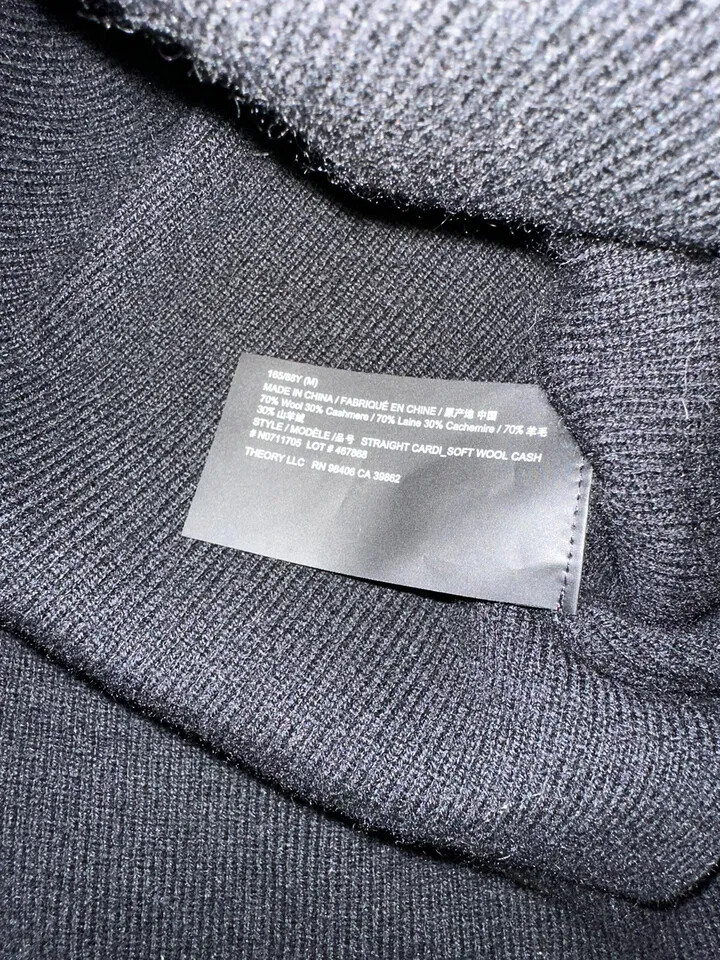 165/88Y (M)
MADE IN CHINA / FABRIQUÉ EN CHINE / 原产地 中国
70% Wool 30% Cashmere / 70% Laine 30% Cachemire / 70% 羊毛
30% 山羊绒
STYLE / MODÈLE /品号 STRAIGHT CARDI_SOFT WOOL CASH
# N0711705 LOT # 487868
THEORY LLC RN 98406 CA 39862